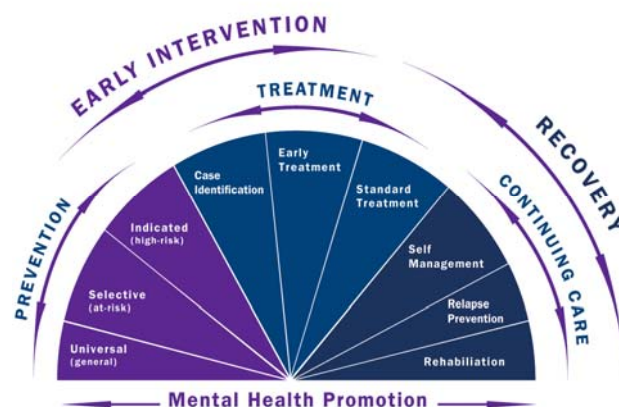 EARLY INTERVENTION
TREATMENT
RECOVERY
PREVENTION
CONTINUING CARE
Universal
(general)
Selective
(at-risk)
Indicated
(high-risk)
Case
Identification
Early
Treatment
Standard
Treatment
Self
Management
Relapse
Prevention
Rehabiliation
Mental Health Promotion